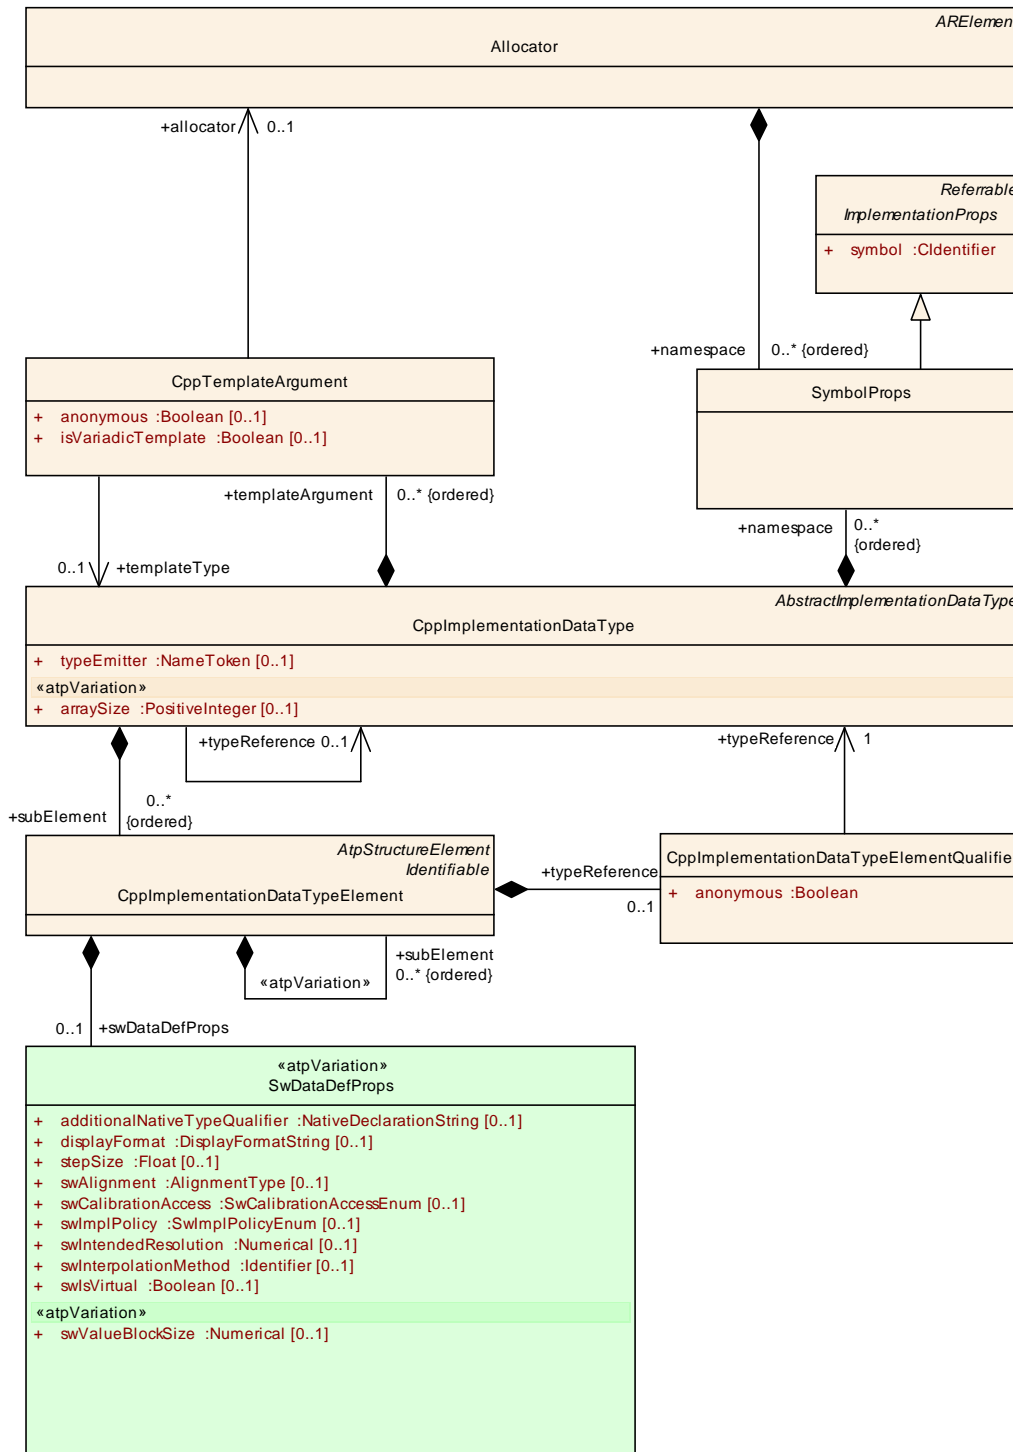 ARElemen
Allocator
+allocator 0..1
Referrable
ImplementationProps
+ symbol :CIdentifier
+namespace 0..* {ordered}
CppTemplateArgument
+ anonymous :Boolean [0..1]
+ isVariadicTemplate :Boolean [0..1]
SymbolProps
+templateArgument 0..* {ordered}
+namespace 0..*
{ordered}
0..1 +templateType
AbstractImplementationDataType
CppImplementationDataType
+ typeEmitter :NameToken [0..1]
«atpVariation»
+ arraySize :PositiveInteger [0..1]
+typeReference 0..1
+typeReference 1
+subElement 0..*
{ordered}
AtpStructureElement
Identifiable
CppImplementationDataTypeElement
+typeReference
0..1
CppImplementationDataTypeElementQualifie
+ anonymous :Boolean
+subElement
0..* {ordered}
«atpVariation»
0..1 +swDataDefProps
«atpVariation»
SwDataDefProps
+ additionalNativeTypeQualifier :NativeDeclarationString [0..1]
+ displayFormat :DisplayFormatString [0..1]
+ stepSize :Float [0..1]
+ swAlignment :AlignmentType [0..1]
+ swCalibrationAccess :SwCalibrationAccessEnum [0..1]
+ swImplPolicy :SwImplPolicyEnum [0..1]
+ swIntendedResolution :Numerical [0..1]
+ swInterpolationMethod :Identifier [0..1]
+ swIsVirtual :Boolean [0..1]
«atpVariation»
+ swValueBlockSize :Numerical [0..1]